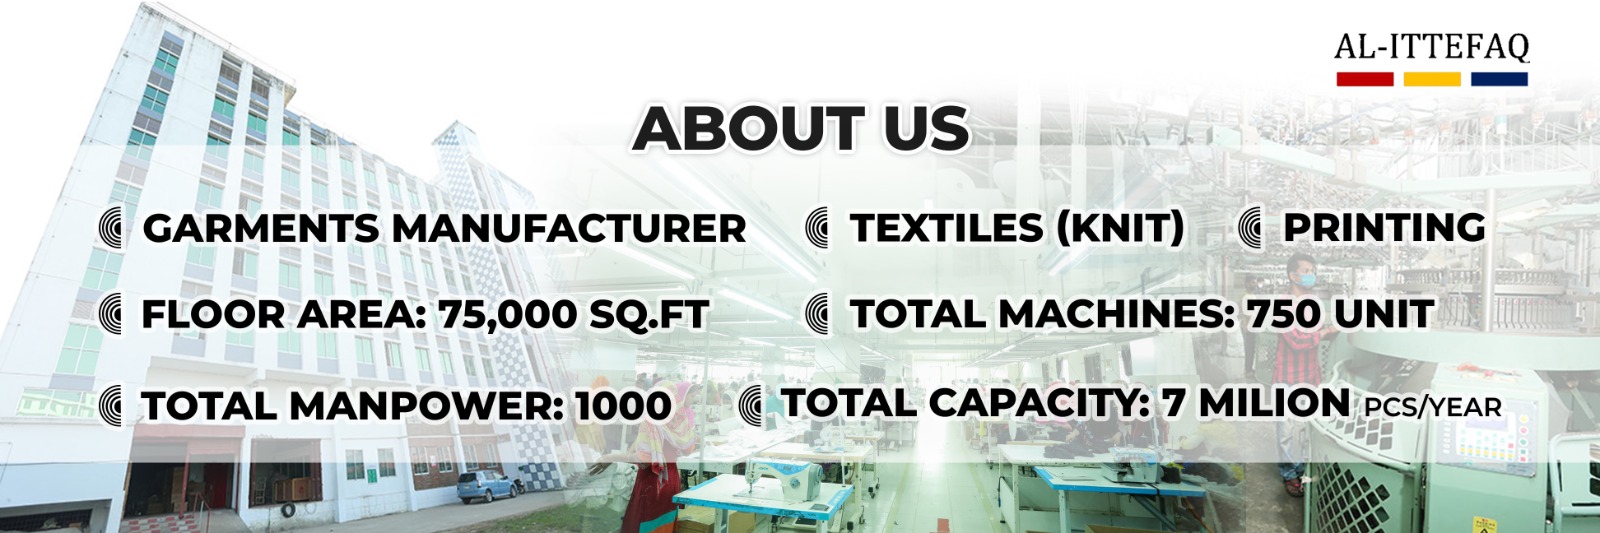 AL-ITTEFAQ
ABOUT US
GARMENTS MANUFACTURER
TEXTILES (KNIT)
PRINTING
FLOOR AREA: 75,000 SQ.FT
TOTAL MACHINES: 750 UNIT
TOTAL MANPOWER: 1000
TOTAL CAPACITY: 7 MILION PCS/YEAR